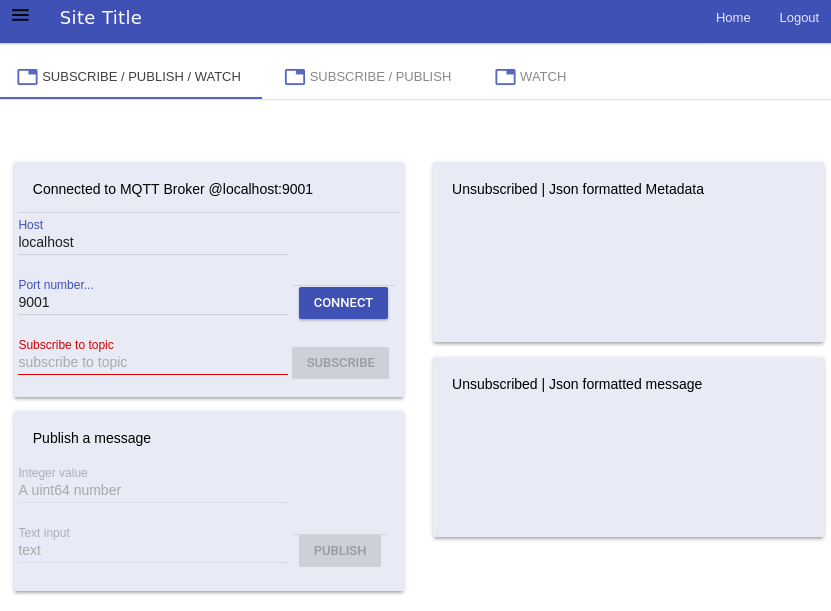 Site Title
Home
Logout
SUBSCRIBE / PUBLISH / WATCH
SUBSCRIBE / PUBLISH
WATCH
Connected to MQTT Broker @localhost:9001
Host
localhost
Port number...
9001
CONNECT
Subscribe to topic
subscribe to topic
SUBSCRIBE
Publish a message
Integer value
A uint64 number
Text input
text
PUBLISH
Unsubscribed | Json formatted Metadata
Unsubscribed | Json formatted message